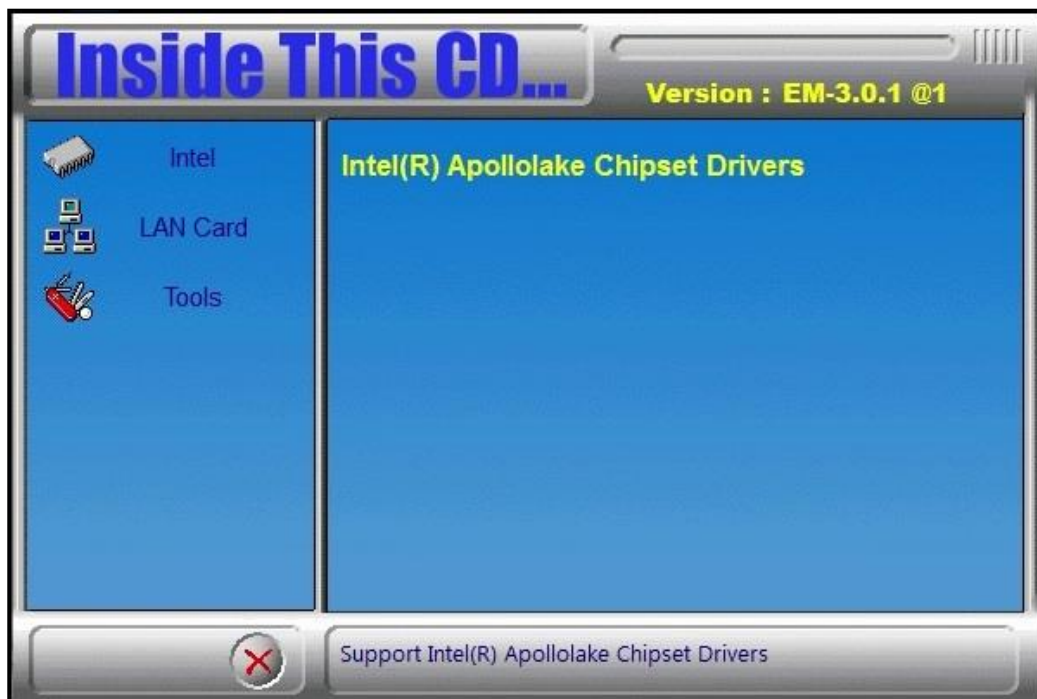 Inside This CD...
Version : EM-3.0.1 @1
Intel
LAN Card
Tools
Intel(R) Apollolake Chipset Drivers
Support Intel(R) Apollolake Chipset Drivers